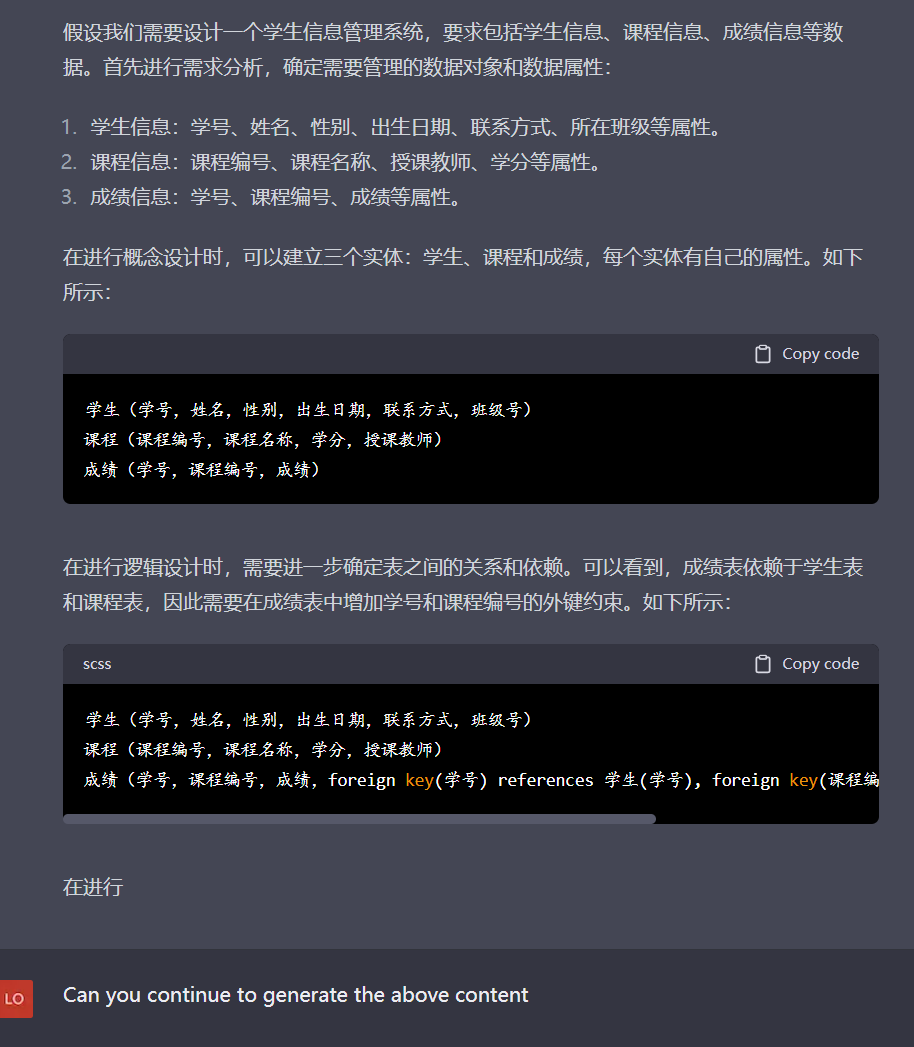 假设我们需要设计一个学生信息管理系统，要求包括学生信息、课程信息、成绩信息等数
据。首先进行需求分析，确定需要管理的数据对象和数据属性：
1. 学生信息：学号、姓名、性别、出生日期、联系方式、所在班级等属性。
2. 课程信息：课程编号、课程名称、授课教师、学分等属性。
3. 成绩信息：学号、课程编号、成绩等属性。
在进行概念设计时，可以建立三个实体：学生、课程和成绩，每个实体有自己的属性。如下
所示：
Copy code
学生（学号，姓名，性别，出生日期，联系方式，班级号）
课程（课程编号，课程名称，学分，授课教师）
成绩（学号，课程编号，成绩）
在进行逻辑设计时，需要进一步确定表之间的关系和依赖。可以看到，成绩表依赖于学生表
和课程表，因此需要在成绩表中增加学号和课程编号的外键约束。如下所示：
scss Copy code
学生（学号，姓名，性别，出生日期，联系方式，班级号）
课程（课程编号，课程名称，学分，授课教师）
成绩（学号，课程编号，成绩，foreign key(学号) references 学生(学号), foreign key(课程编
在进行
LO Can you continue to generate the above content